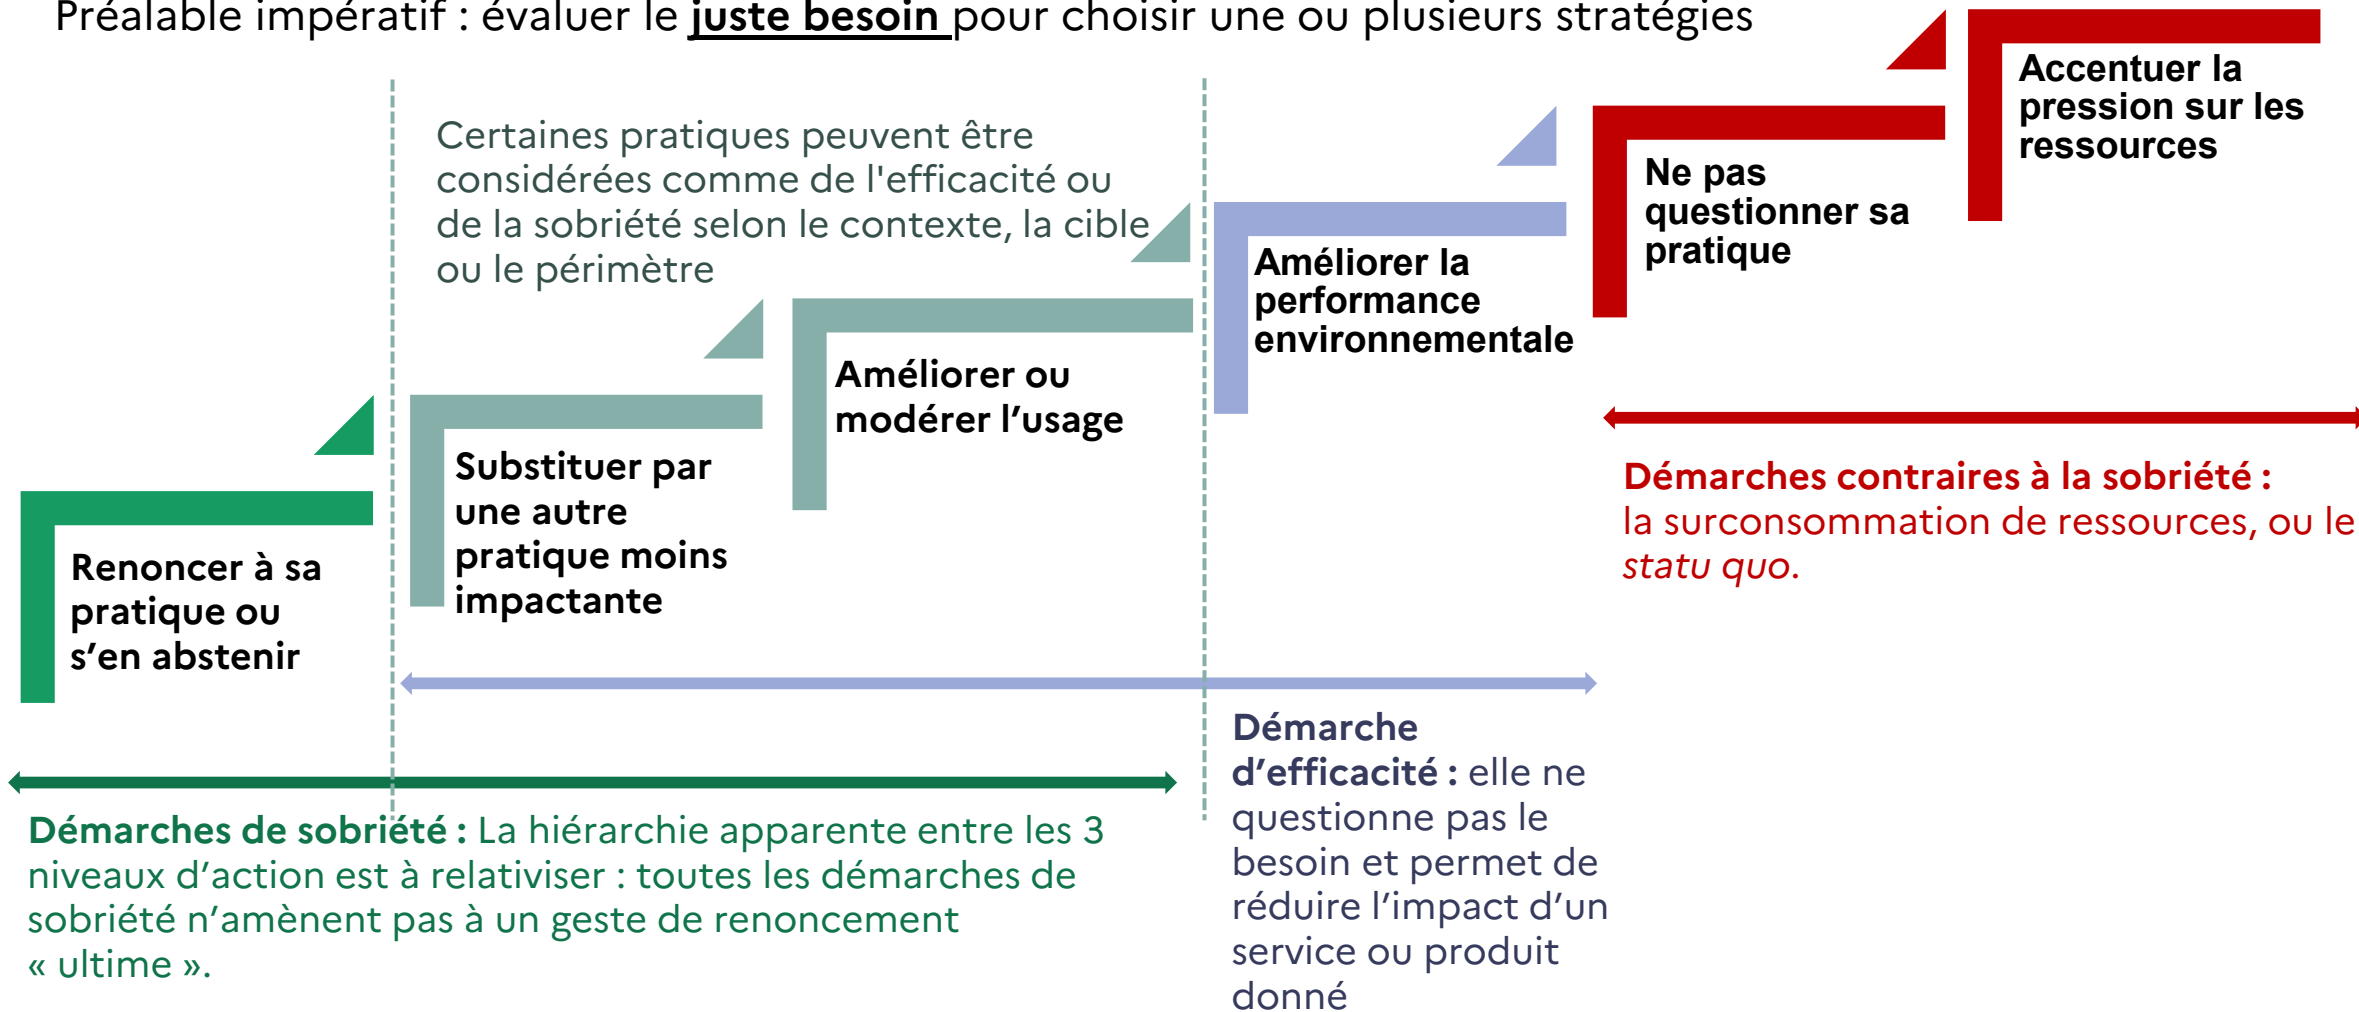 Préalable impératif : évaluer le juste besoin pour choisir une ou plusieurs stratégies
Certaines pratiques peuvent être
considérées comme de l'efficacité ou
de la sobriété selon le contexte, la cible
ou le périmètre
Renoncer à sa
pratique ou
s’en abstenir
Substituer par
une autre
pratique moins
impactante
Améliorer ou
modérer l’usage
Améliorer la
performance
environnementale
Ne pas
questionner sa
pratique
Accentuer la
pression sur les
ressources
Démarches de sobriété : La hiérarchie apparente entre les 3
niveaux d’action est à relativiser : toutes les démarches de
sobriété n’amènent pas à un geste de renoncement
« ultime ».
Démarche
d’efficacité : elle ne
questionne pas le
besoin et permet de
réduire l’impact d’un
service ou produit
donné
Démarches contraires à la sobriété :
la surconsommation de ressources, ou le
statu quo.